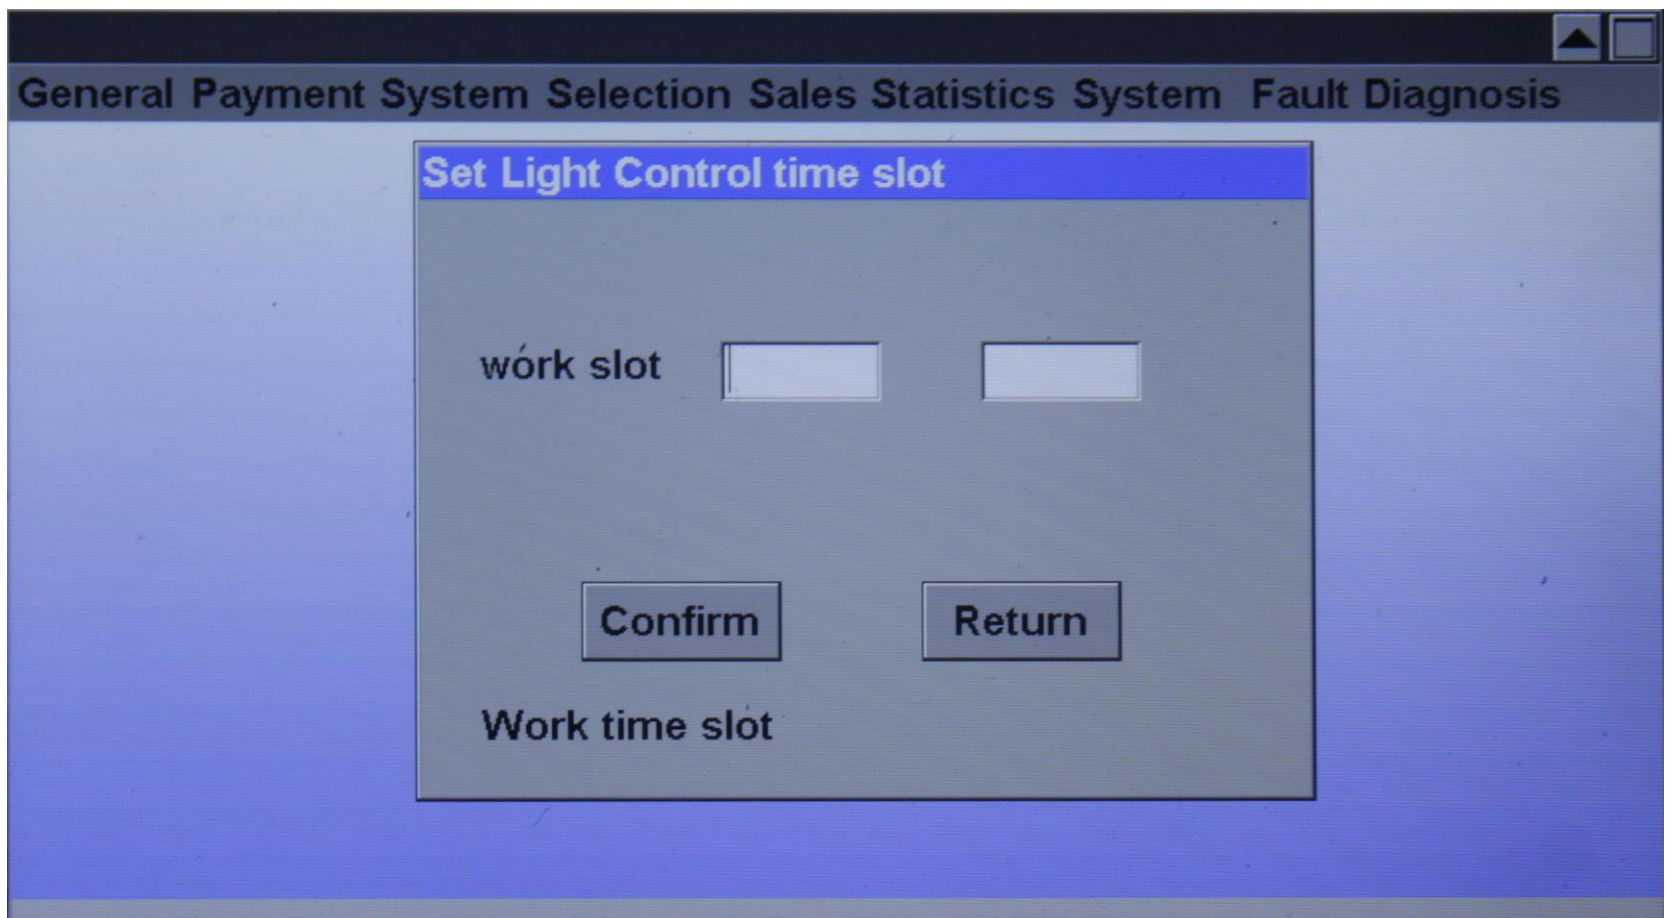 General Payment System Selection Sales Statistics System Fault Diagnosis
Set Light Control time slot
work slot
Confirm Return
Work time slot